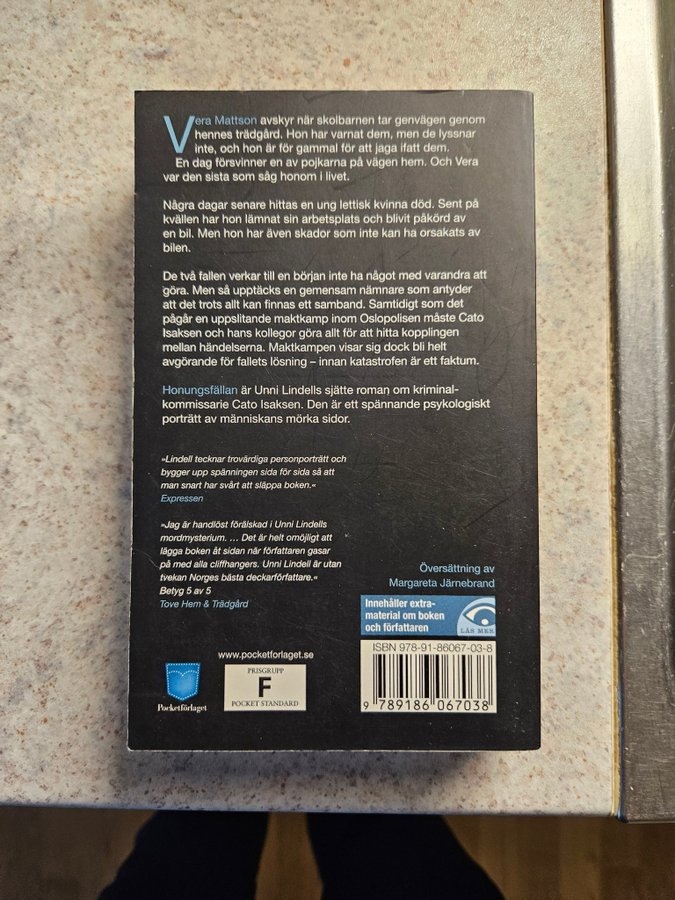 Vera Mattson avskyr när skolbarnen tar genvägen genom
hennes trädgård. Hon har varnat dem, men de lyssnar
inte, och hon är för gammal för att jaga ifatt dem.
En dag försvinner en av pojkarna på vägen hem. Och Vera
var den sista som såg honom i livet.
Några dagar senare hittas en ung lettisk kvinna död. Sent på
kvällen har hon lämnat sin arbetsplats och blivit påkörd av
en bil. Men hon har även skador som inte kan ha orsakats av
bilen.
De två fallen verkar till en början inte ha något med varandra att
göra. Men så upptäcks en gemensam nämnare som antyder
att det trots allt kan finnas ett samband. Samtidigt som det
pågår en uppslitande maktkamp inom Oslopolisen måste Cato
Isaksen och hans kollegor göra allt för att hitta kopplingen
mellan händelserna. Maktkampen visar sig dock bli helt
avgörande för fallets lösning – innan katastrofen är ett faktum.
Honungsfällan är Unni Lindells sjätte roman om kriminal-
kommissarie Cato Isaksen. Den är ett spännande psykologiskt
porträtt av människans mörka sidor.
»Lindell tecknar trovärdiga personporträtt och
bygger upp spänningen sida för sida så att
man snart har svårt att släppa boken.«
Expressen
»Jag är handlöst förälskad i Unni Lindells
mordmysterium. ... Det är helt omöjligt att
lägga boken åt sidan när författaren gasar
på med alla cliffhangers. Unni Lindell är utan
tvekan Norges bästa deckarförfattare.«
Betyg 5 av 5
Tove Hem & Trädgård
Översättning av
Margareta Järnebrand
Innehåller extra-
material om boken
och författaren
LÄS MER
www.pocketforlaget.se
Pocketförlaget
PRISGRUPP
F
POCKET STANDARD
ISBN 978-91-86067-03-8
9 789186 067038